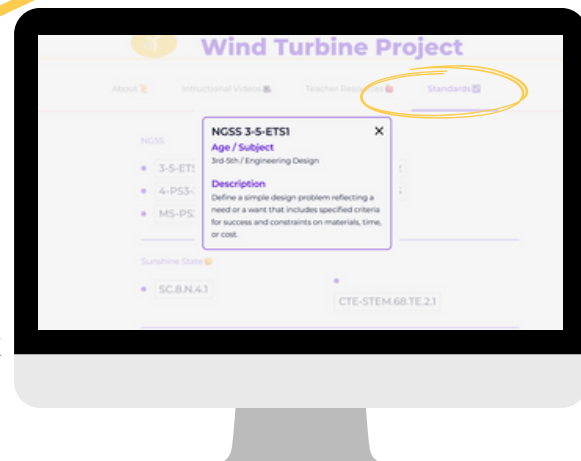 Wind Turbine Project
About Instructional Videos Teacher Resources Standards
NGSS
NGSS 3-5-ETS1 X
Age / Subject
3rd-5th / Engineering Design
Description
Define a simple design problem reflecting a
need or a want that includes specified criteria
for success and constraints on materials, time,
or cost.
3-5-ETS
4-PS3-
MS-PS
Sunshine State
SC.8.N.4.1
CTE-STEM.68.TE.2.1